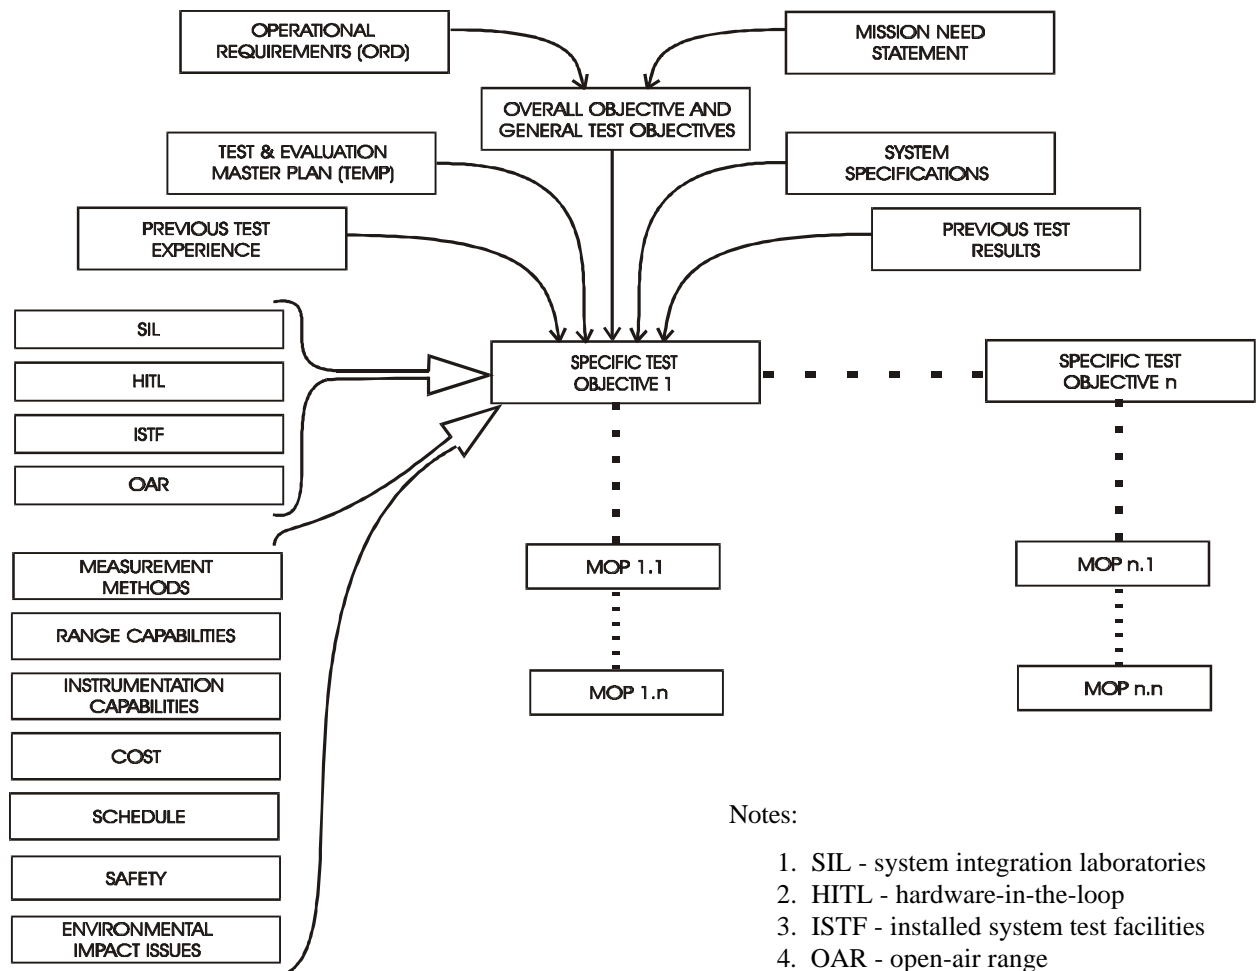 OPERATIONAL
REQUIREMENTS (ORD)
MISSION NEED
STATEMENT
OVERALL OBJECTIVE AND
GENERAL TEST OBJECTIVES
TEST & EVALUATION
MASTER PLAN (TEMP)
SYSTEM
SPECIFICATIONS
PREVIOUS TEST
EXPERIENCE
PREVIOUS TEST
RESULTS
SIL
HITL
ISTF
OAR
SPECIFIC TEST
OBJECTIVE 1
SPECIFIC TEST
OBJECTIVE n
MEASUREMENT
METHODS
RANGE CAPABILITIES
INSTRUMENTATION
CAPABILITIES
COST
SCHEDULE
SAFETY
ENVIRONMENTAL
IMPACT ISSUES
MOP 1.1
MOP 1.n
MOP n.1
MOP n.n
Notes:
1. SIL - system integration laboratories
2. HITL - hardware-in-the-loop
3. ISTF - installed system test facilities
4. OAR - open-air range